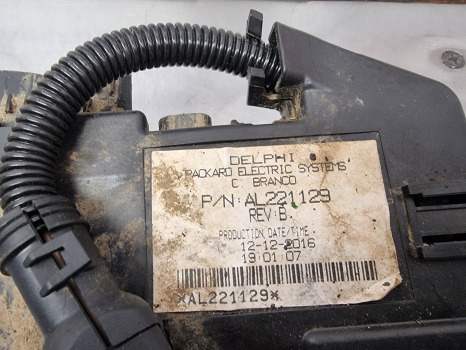 DELPHI
PACKARD ELECTRIC SYSTEMS
C. BRANCO
P/N: AL221129
REV: B
PRODUCTION DATE/TIME -
12-12-2016
19:01:07
*AL221129*